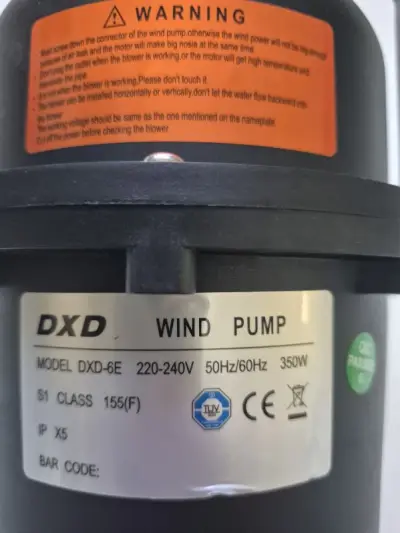 WARNING
Must screw down the connector of the wind pump,otherwise the wind power will not be big enough
because of air leak and the motor will make big nosie at the same time.
Don't plug the outlet when the blower is working,or the motor will get high temperature and
the pipe
hot when the blower is working.Please don't touch it.
The blower can be installed horizontally or vertically,don't let the water flow backward into
the blower
The working voltage should be same as the one mentioned on the nameplate.
Cut off the power before checking the blower
DXD WIND PUMP
MODEL DXD-6E 220-240V 50Hz/60Hz 350W
S1 CLASS 155(F)
TÜV CE
IP X5
BAR CODE: